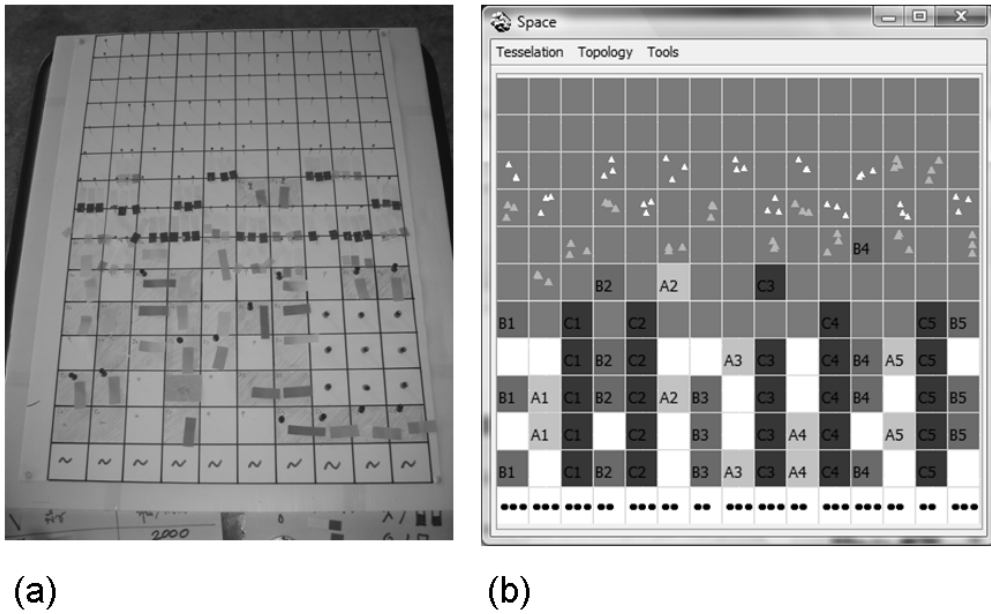 2000
Space
Tesselation Topology Tools
B4
B2 A2 C3
B1 C1 C2 C4 C5 B5
C1 B2 C2 A3 C3 C4 B4 A5 C5
B1 A1 C1 B2 C2 A2 B3 C3 C4 B4 C5 B5
A1 C1 C2 B3 C3 A4 C4 A5 C5 B5
B1 C1 B2 C2 B3 A3 C3 A4 C4 B4 C5
(a) (b)